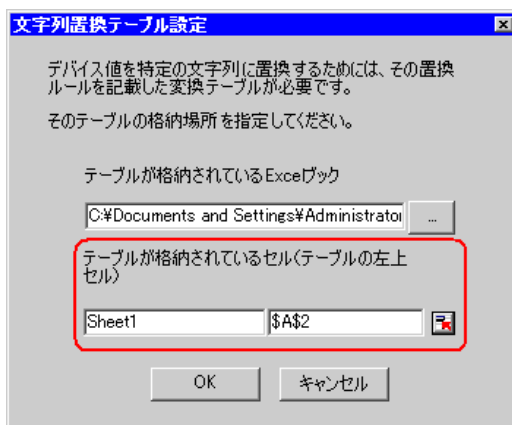 文字列置換テーブル設定
デバイス値を特定の文字列に置換するためには、その置換
ルールを記載した変換テーブルが必要です。
そのテーブルの格納場所を指定してください。
テーブルが格納されているExcelブック
C:¥Documents and Settings¥Administrator
...
テーブルが格納されているセル(テーブルの左上
セル)
Sheet1 $A$2
OK キャンセル